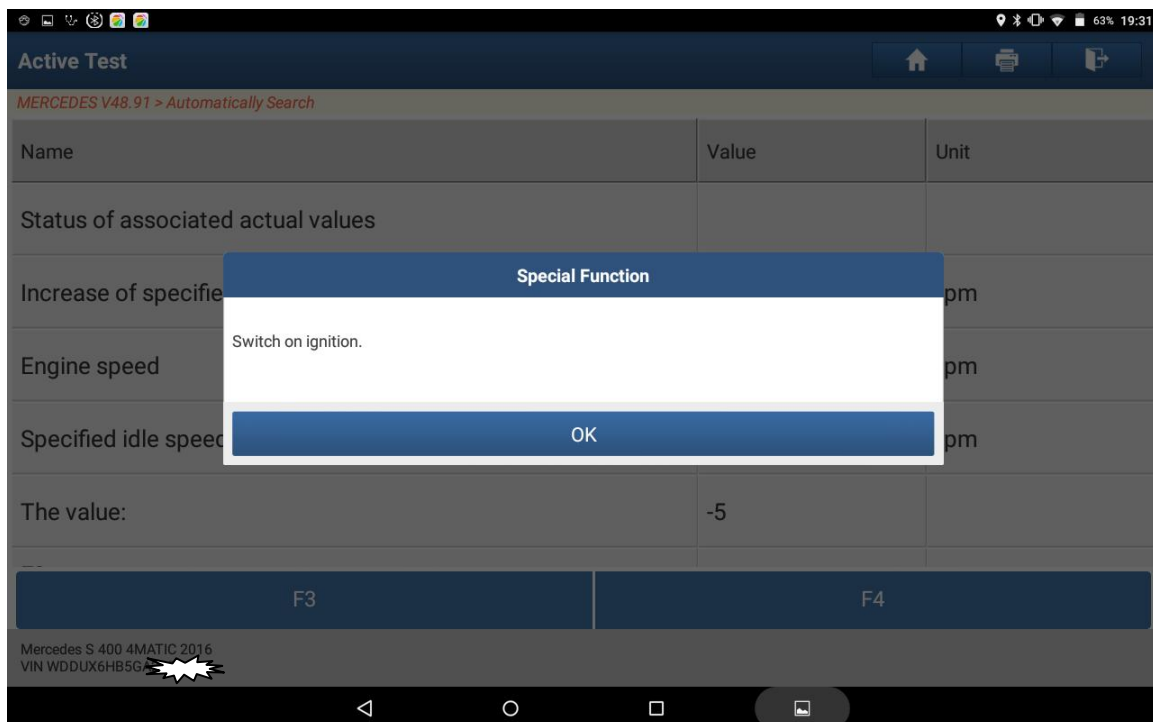 63% 19:31
Active Test
MERCEDES V48.91 > Automatically Search
Name Value Unit
Status of associated actual values
Special Function
Increase of specifie pm
Switch on ignition.
Engine speed pm
OK
Specified idle speed pm
The value: -5
F3 F4
Mercedes S 400 4MATIC 2016
VIN WDDUX6HB5GA